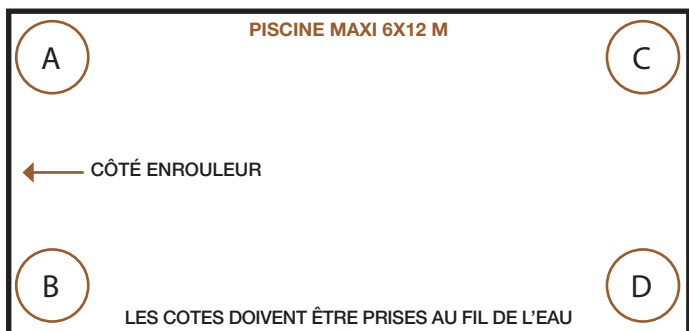 PISCINE MAXI 6X12 M
A
C
CÔTÉ ENROULEUR
B
D
LES COTES DOIVENT ÊTRE PRISES AU FIL DE L'EAU